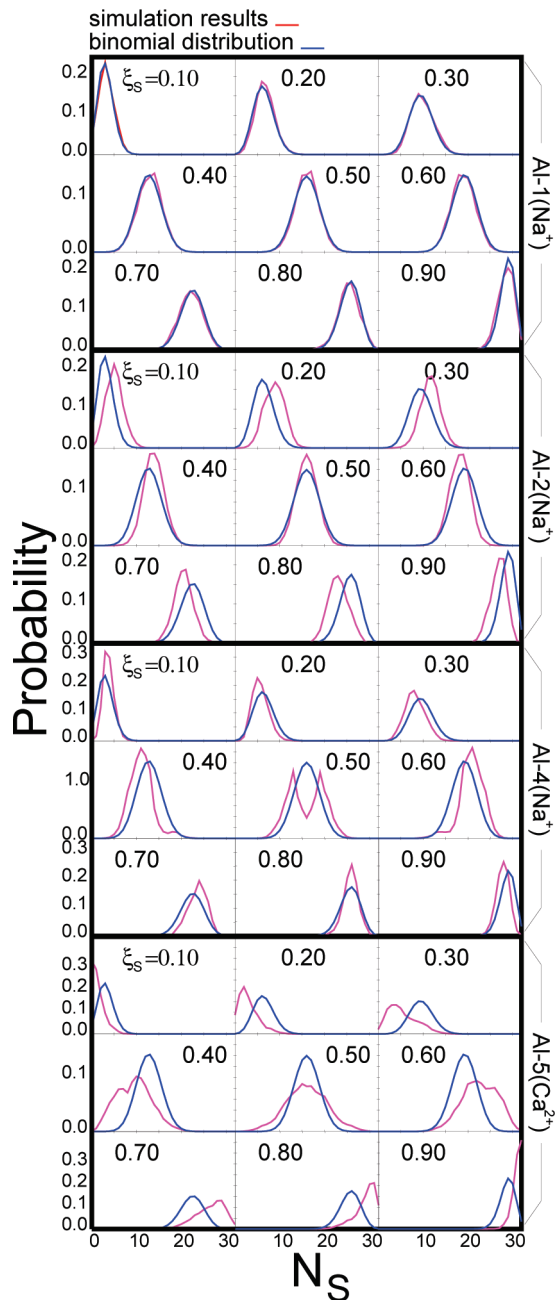 simulation results
binomial distribution
0.2 ξS=0.10 0.20 0.30
0.1
0.0
0.40 0.50 0.60
0.1
0.0
0.2 0.70 0.80 0.90
0.1
0.0
Al-1(Na+)
0.2 ξS=0.10 0.20 0.30
0.1
0.0
0.40 0.50 0.60
0.1
0.0
0.2 0.70 0.80 0.90
0.1
0.0
Al-2(Na+)
Probability
0.3 ξS=0.10 0.20 0.30
0.2
0.1
0.0
0.40 0.50 0.60
1.0
0.0
0.3 0.70 0.80 0.90
0.2
0.1
0.0
Al-4(Na+)
ξS=0.10 0.20 0.30
0.3
0.2
0.1
0.0
0.40 0.50 0.60
0.1
0.0
0.70 0.80 0.90
0.3
0.2
0.1
0.0
Al-5(Ca2+)
0 10 20 30 10 20 30 10 20 30
NS